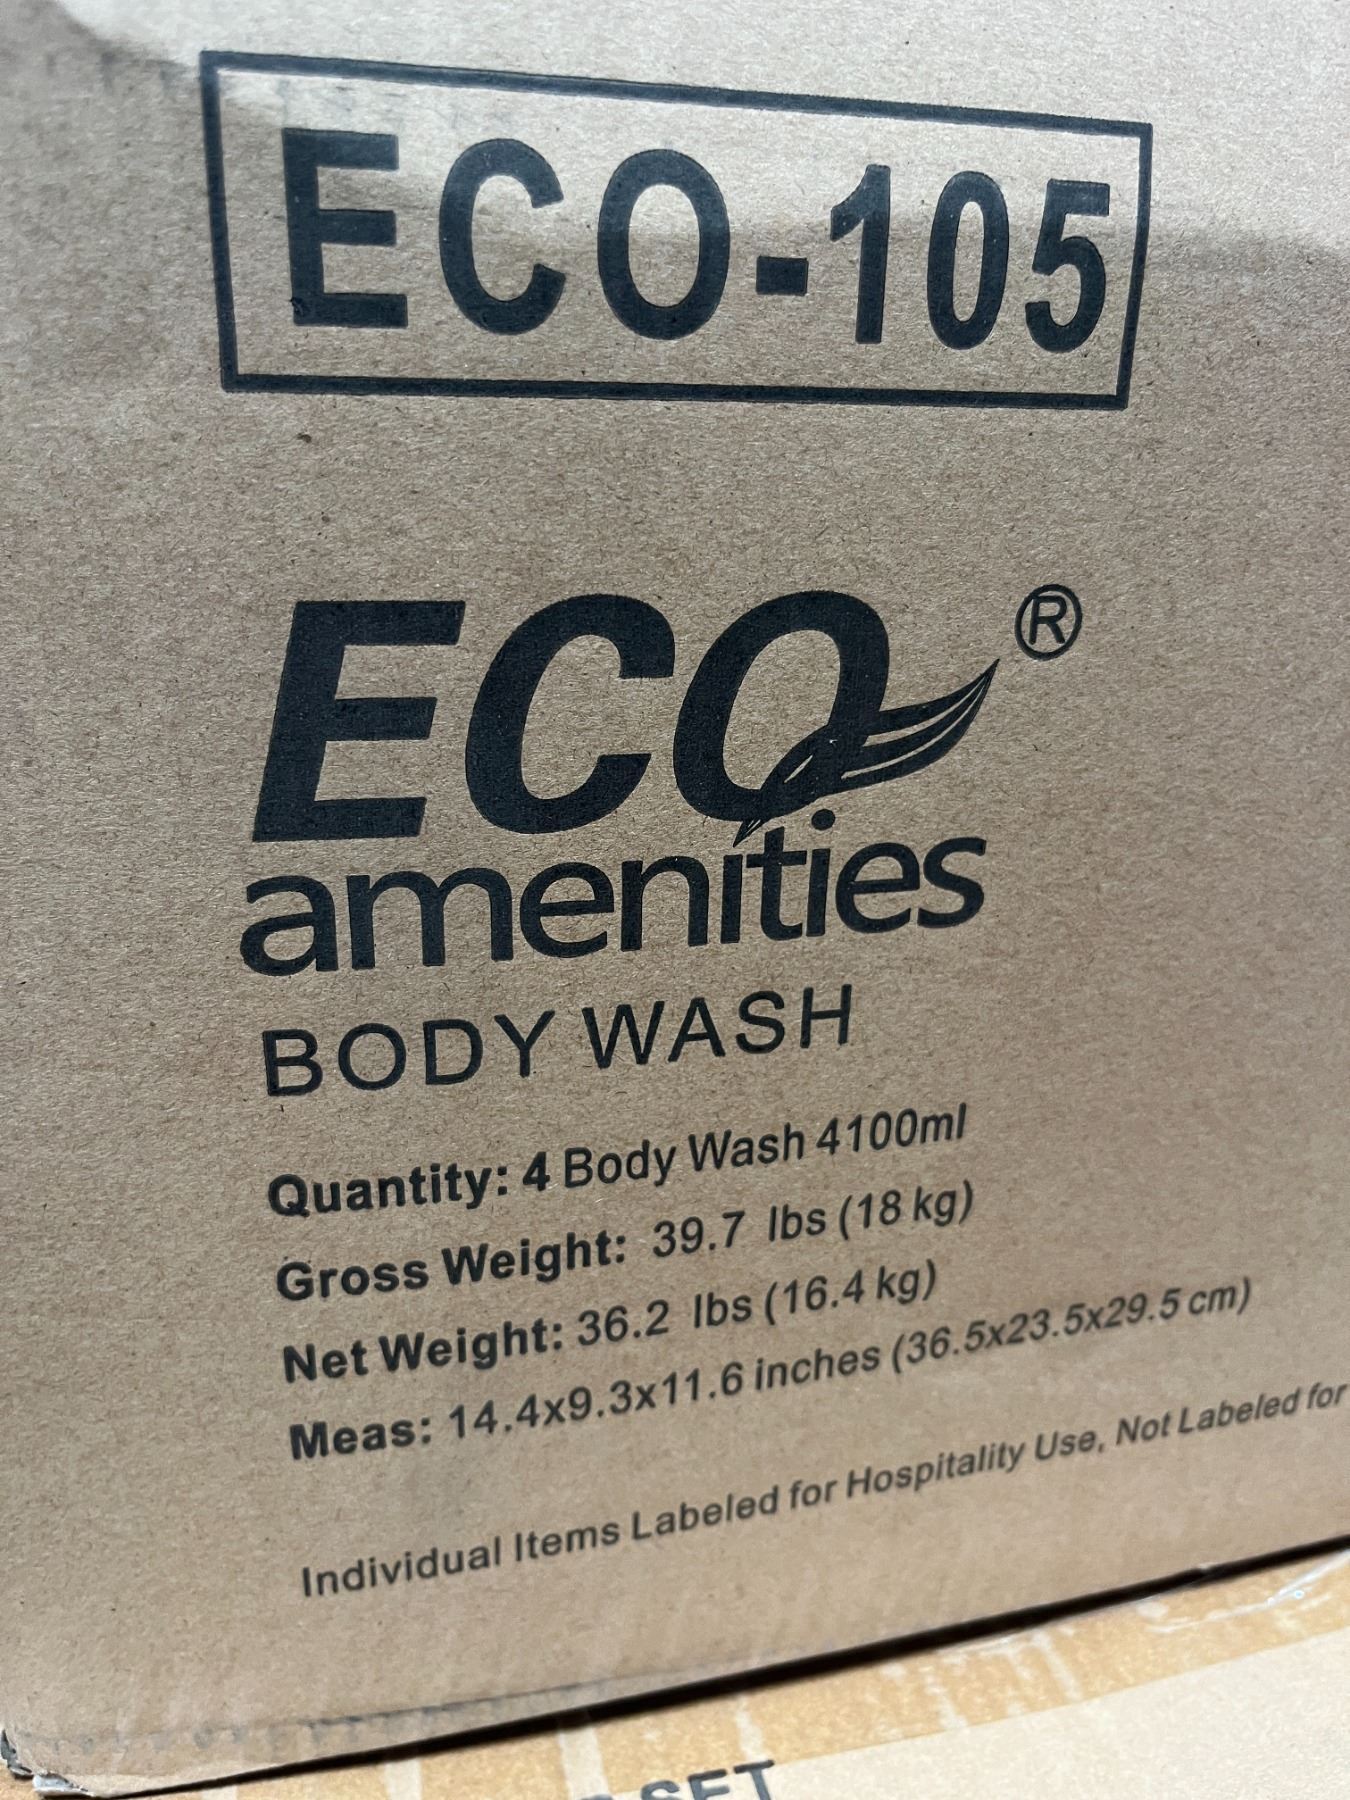 ECO-105
ECO ®
amenities
BODY WASH
Quantity: 4 Body Wash 4100ml
Gross Weight: 39.7 lbs (18 kg)
Net Weight: 36.2 lbs (16.4 kg)
Meas: 14.4x9.3x11.6 inches (36.5x23.5x29.5 cm)
Individual Items Labeled for Hospitality Use, Not Labeled for
SET